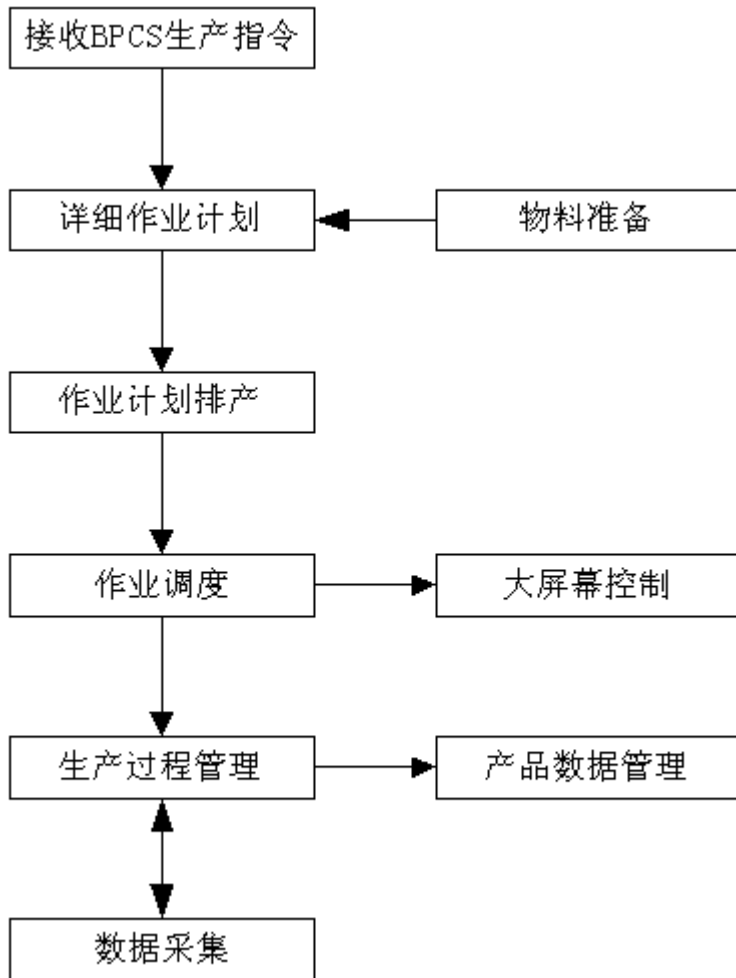 接收BPCS生产指令
详细作业计划
物料准备
作业计划排产
作业调度
大屏幕控制
生产过程管理
产品数据管理
数据采集